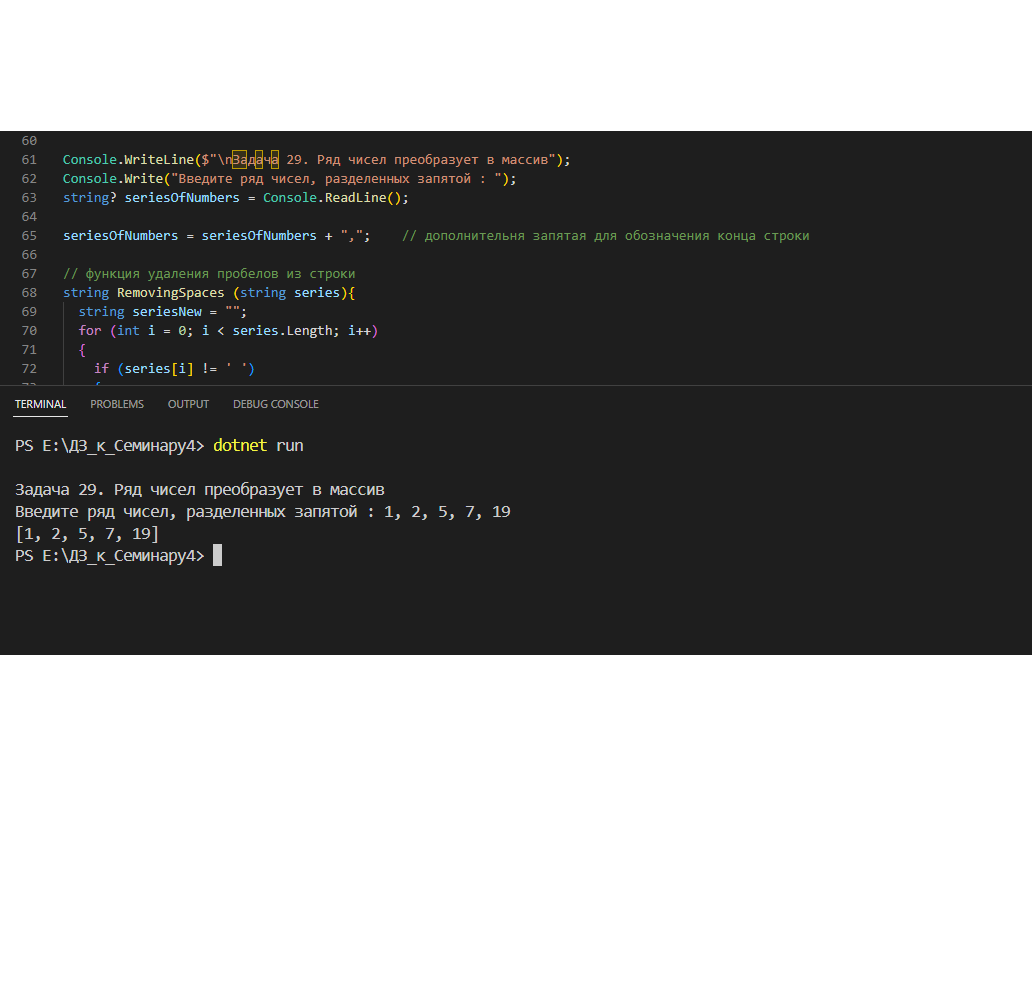 60
61 Console.WriteLine($"\nЗадача 29. Ряд чисел преобразует в массив");
62 Console.Write("Введите ряд чисел, разделенных запятой : ");
63 string? seriesOfNumbers = Console.ReadLine();
64
65 seriesOfNumbers = seriesOfNumbers + ",";    // дополнительня запятая для обозначения конца строки
66
67 // функция удаления пробелов из строки
68 string RemovingSpaces (string series){
69   string seriesNew = "";
70   for (int i = 0; i < series.Length; i++)
71   {
72     if (series[i] != ' ')
TERMINAL PROBLEMS OUTPUT DEBUG CONSOLE
PS E:\ДЗ_к_Семинару4> dotnet run
Задача 29. Ряд чисел преобразует в массив
Введите ряд чисел, разделенных запятой : 1, 2, 5, 7, 19
[1, 2, 5, 7, 19]
PS E:\ДЗ_к_Семинару4>